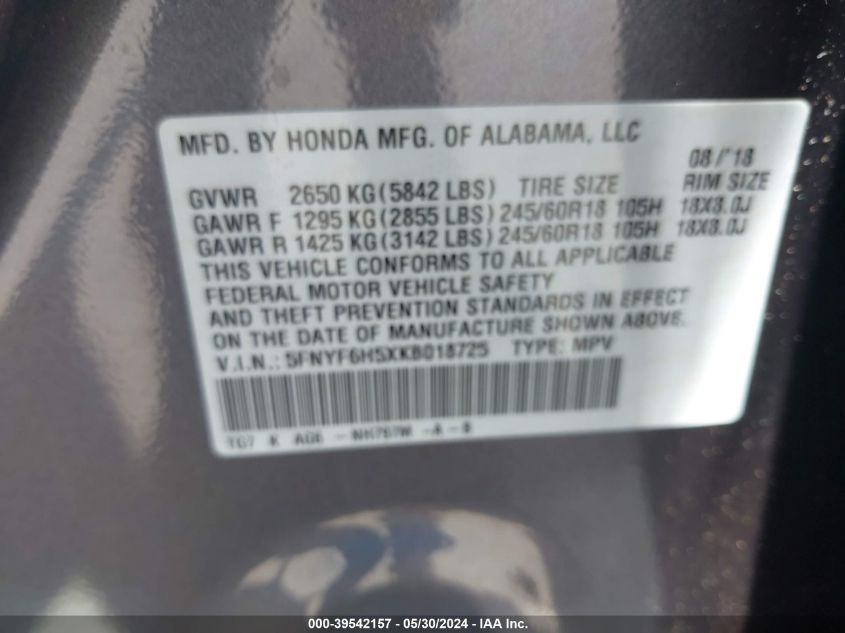 MFD. BY HONDA MFG. OF ALABAMA, LLC 08/'18
GVWR 2650 KG(5842 LBS) TIRE SIZE RIM SIZE
GAWR F 1295 KG(2855 LBS) 245/60R18 105H 18X8.0J
GAWR R 1425 KG(3142 LBS) 245/60R18 105H 18X8.0J
THIS VEHICLE CONFORMS TO ALL APPLICABLE
FEDERAL MOTOR VEHICLE SAFETY
AND THEFT PREVENTION STANDARDS IN EFFECT
ON THE DATE OF MANUFACTURE SHOWN ABOVE.
V.I.N.: 5FNYF6H5XKB018725 TYPE: MPV
TG7 K A06 -NH797M -A-
000-39542157 - 05/30/2024 - IAA Inc.